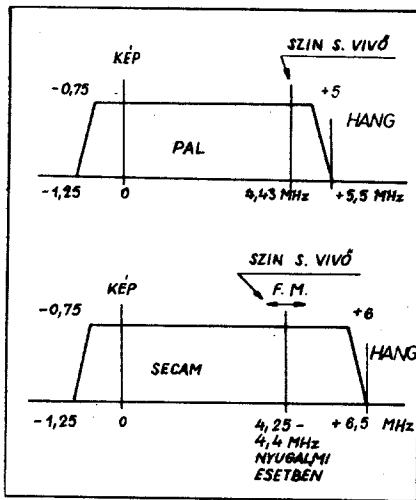 SZIN S. VIVŐ
KÉP
-0,75
+5
HANG
PAL
-1,25
0
4,43 MHz
+5,5 MHz
SZIN S. VIVŐ
KÉP
F. M.
-0,75
+6
HANG
SECAM
-1,25
0
4,25-
4,4 MHz
NYUGALMI
ESETBEN
+6,5 MHz